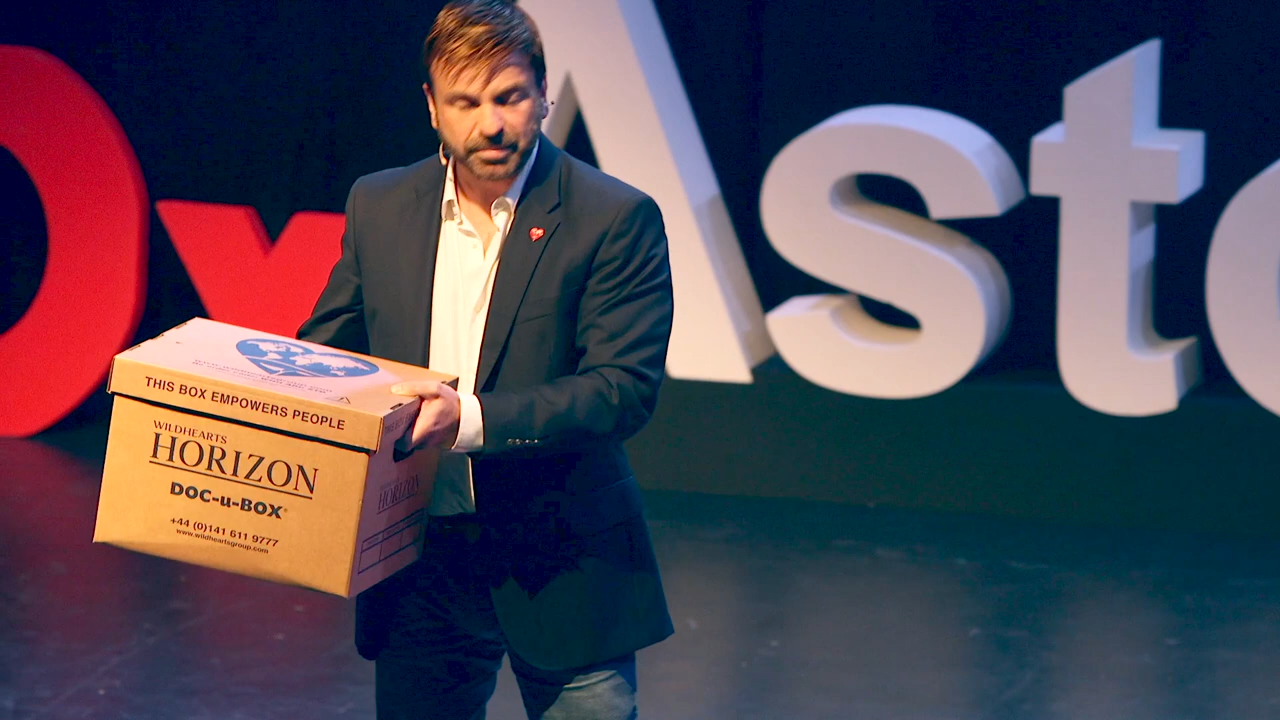 Dx Asto
THIS BOX EMPOWERS PEOPLE
WILDHEARTS
HORIZON
DOC-u-BOX
+44 (0)141 611 9777
www.wildheartsgroup.com
HORIZON